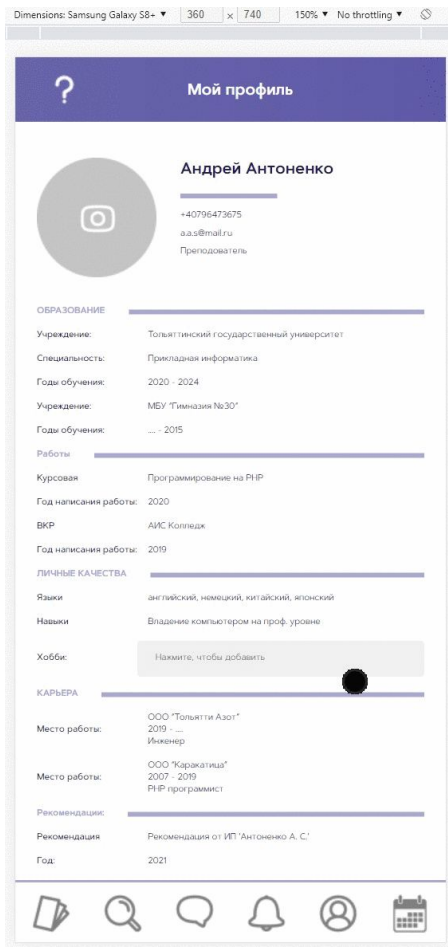 Dimensions: Samsung Galaxy S8+ ▼ 360 x 740 150% ▼ No throttling ▼
? Мой профиль
Андрей Антоненко
+40796473675
a.a.s@mail.ru
Преподователь
ОБРАЗОВАНИЕ
Учреждение: Тольяттинский государственный университет
Специальность: Прикладная информатика
Годы обучения: 2020 - 2024
Учреждение: МБУ "Гимназия №30"
Годы обучения: .... - 2015
Работы
Курсовая Программирование на PHP
Год написания работы: 2020
ВКР АИС Колледж
Год написания работы: 2019
ЛИЧНЫЕ КАЧЕСТВА
Языки английский, немецкий, китайский, японский
Навыки Владение компьютером на проф. уровне
Хобби: Нажмите, чтобы добавить
КАРЬЕРА
ООО "Тольятти Азот"
Место работы: 2019 - ....
Инженер
ООО "Каракатица"
Место работы: 2007 - 2019
PHP программист
Рекомендации:
Рекомендация Рекомендация от ИП "Антоненко А. С."
Год: 2021